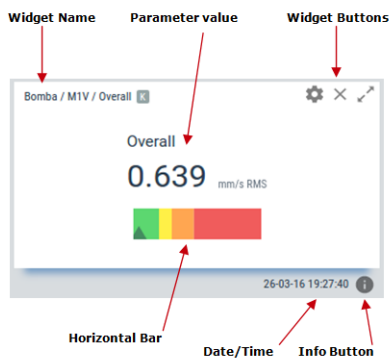 Widget Name Parameter value Widget Buttons
Bomba / M1V / Overall K
Overall
0.639 mm/s RMS
26-03-16 19:27:40 i
Horizontal Bar
Date/Time Info Button